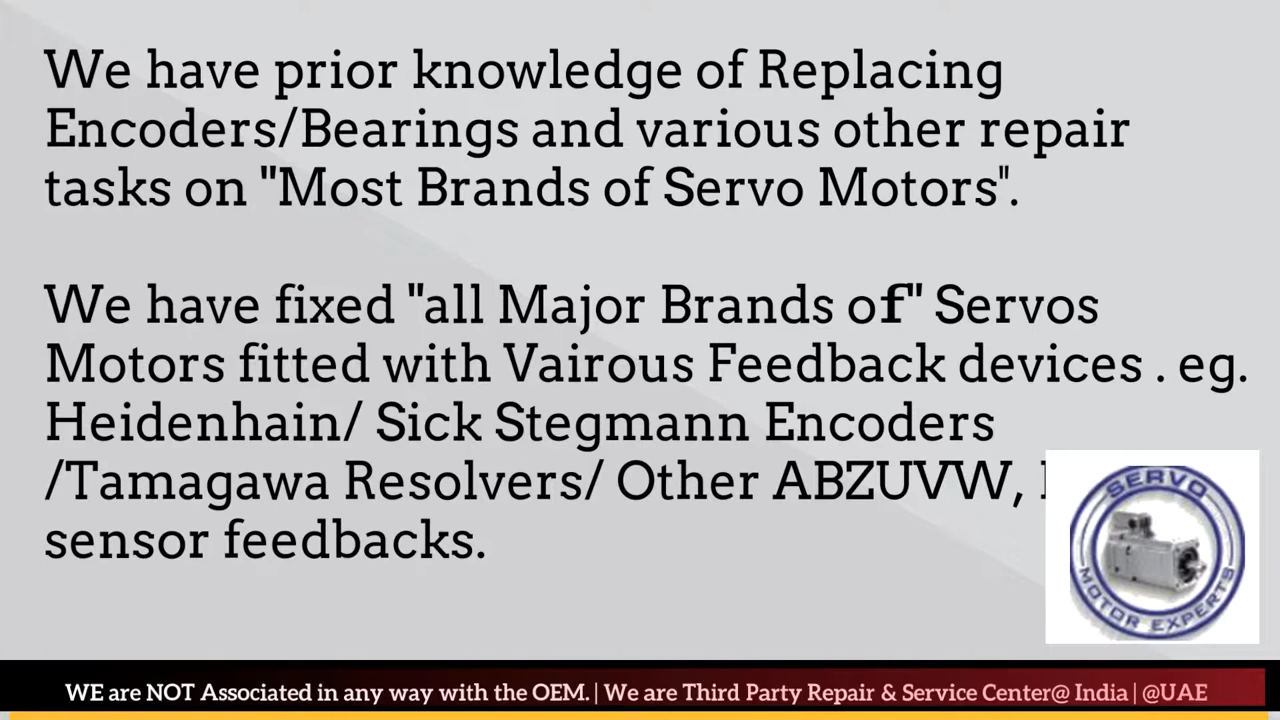 We have prior knowledge of Replacing
Encoders/Bearings and various other repair
tasks on "Most Brands of Servo Motors".
We have fixed "all Major Brands of" Servos
Motors fitted with Vairous Feedback devices . eg.
Heidenhain/ Sick Stegmann Encoders
/Tamagawa Resolvers/ Other ABZUVW,
sensor feedbacks.
SERVO
MOTOR EXPERTS
WE are NOT Associated in any way with the OEM. | We are Third Party Repair & Service Center@ India | @UAE